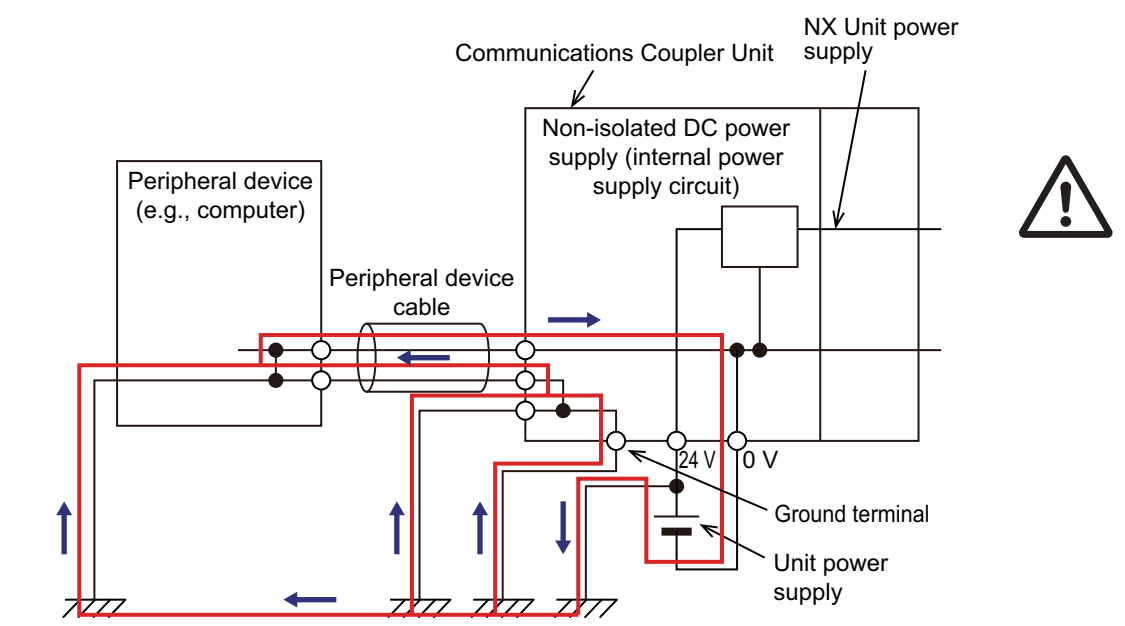 NX Unit power
supply
Communications Coupler Unit
Non-isolated DC power
supply (internal power
supply circuit)
Peripheral device
(e.g., computer)
Peripheral device
cable
24 V
0 V
Ground terminal
Unit power
supply